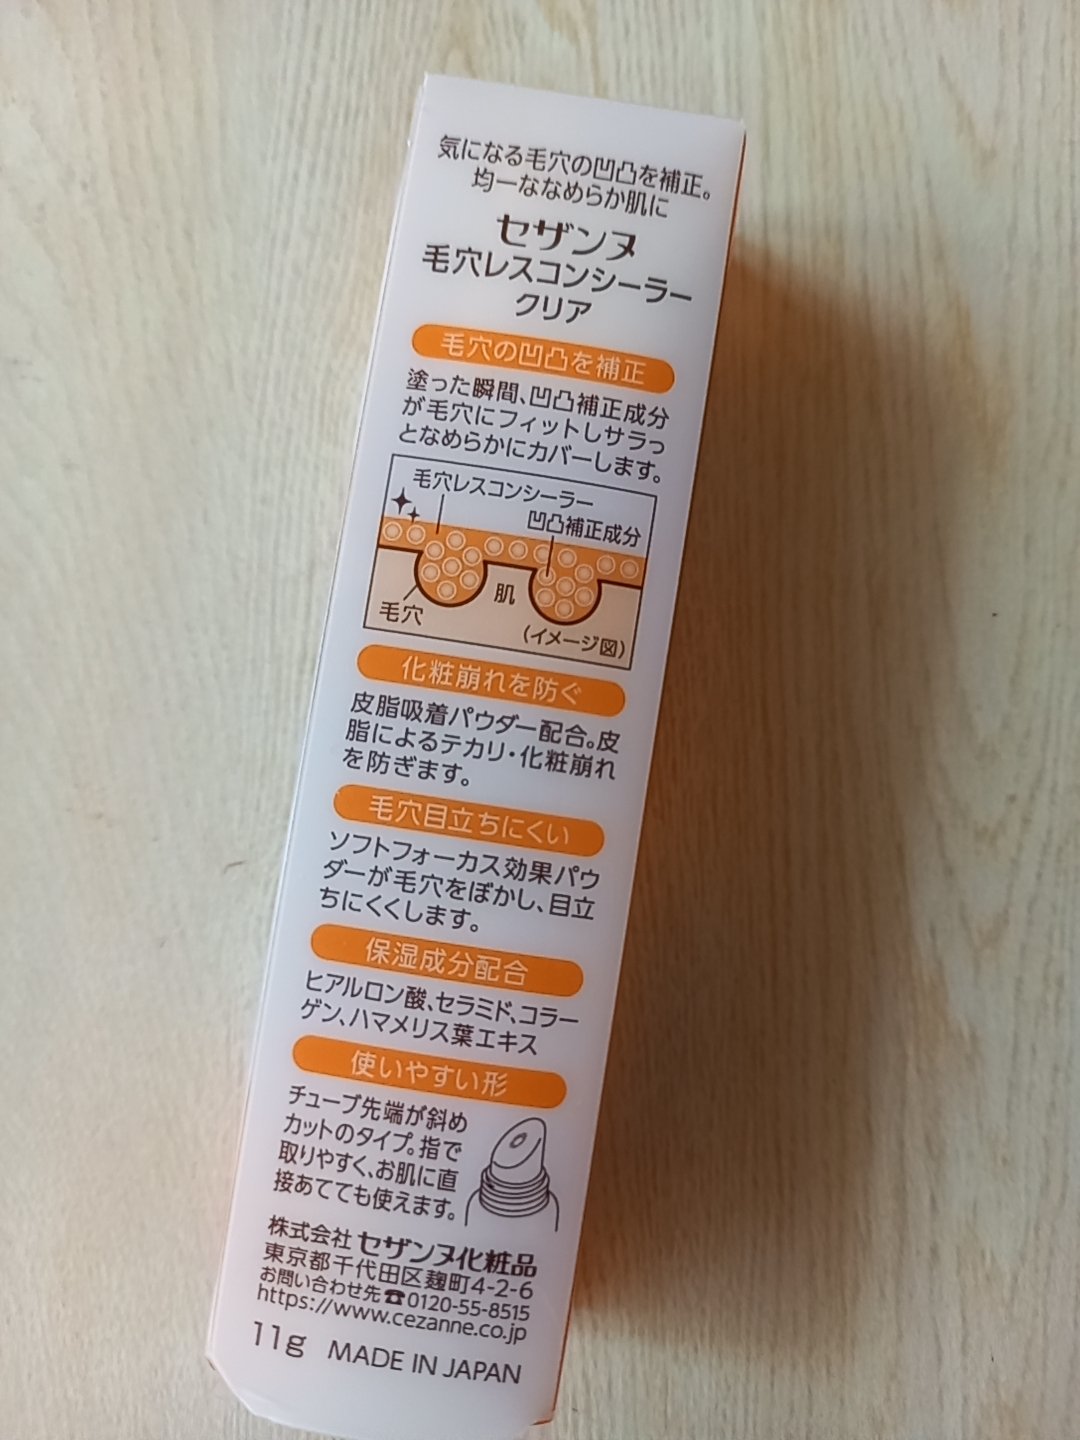 気になる毛穴の凹凸を補正。
均一ななめらか肌に
セザンヌ
毛穴レスコンシーラー
クリア
毛穴の凹凸を補正
塗った瞬間、凹凸補正成分
が毛穴にフィットしサラっ
となめらかにカバーします。
毛穴レスコンシーラー
凹凸補正成分
肌
毛穴
(イメージ図)
化粧崩れを防ぐ
皮脂吸着パウダー配合。皮
脂によるテカリ・化粧崩れ
を防ぎます。
毛穴目立ちにくい
ソフトフォーカス効果パウ
ダーが毛穴をぼかし、目立
ちにくくします。
保湿成分配合
ヒアルロン酸、セラミド、コラー
ゲン、ハマメリス葉エキス
使いやすい形
チューブ先端が斜め
カットのタイプ。指で
取りやすく、お肌に直
接あてても使えます。
株式会社 セザンヌ化粧品
東京都千代田区麹町4-2-6
お問い合わせ先☎0120-55-8515
https://www.cezanne.co.jp
11g MADE IN JAPAN